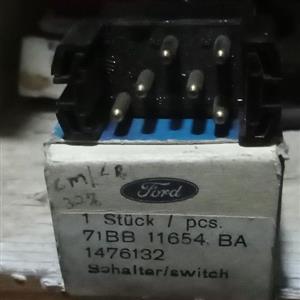 Ford
1 Stück / pcs.
71BB 11654 BA
1476132
Schalter/switch